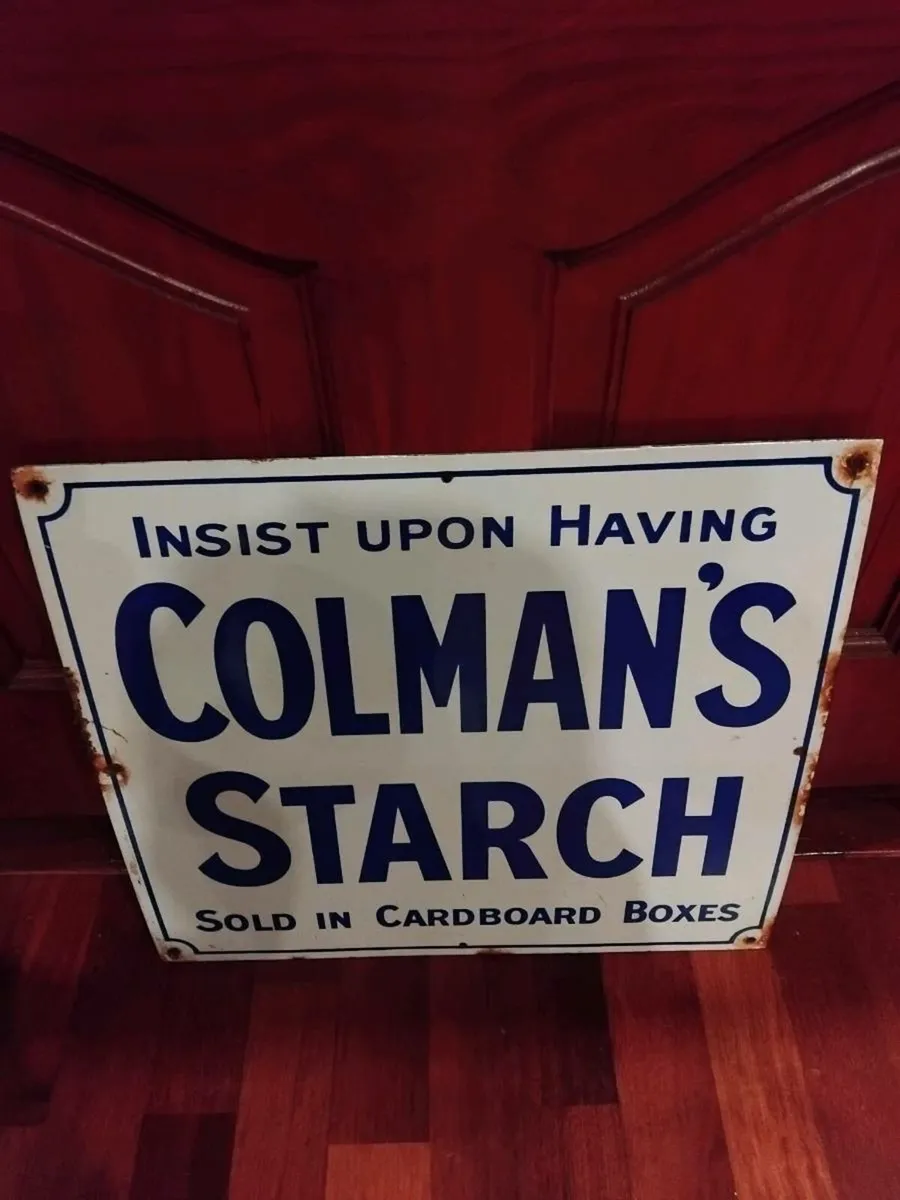 Insist upon Having
Colman's
Starch
Sold in Cardboard Boxes